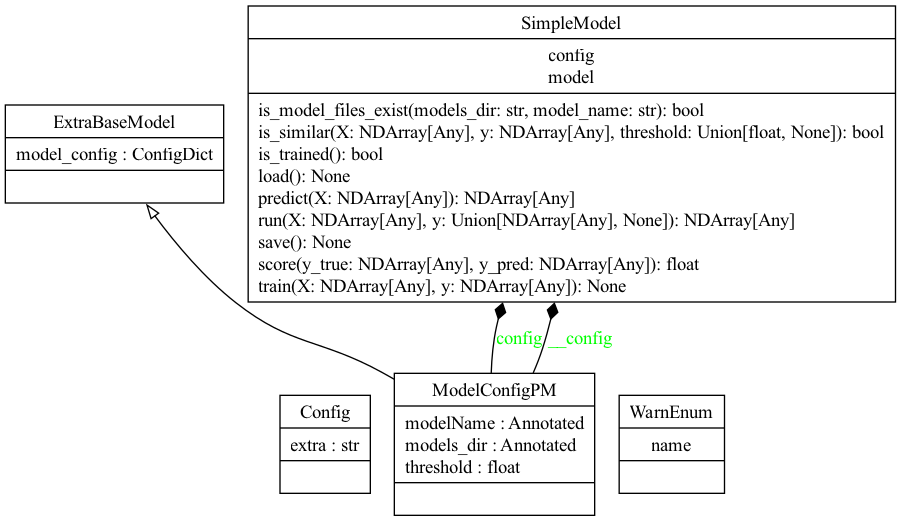 SimpleModel
config
model
is_model_files_exist(models_dir: str, model_name: str): bool
is_similar(X: NDArray[Any], y: NDArray[Any], threshold: Union[float, None]): bool
is_trained(): bool
load(): None
predict(X: NDArray[Any]): NDArray[Any]
run(X: NDArray[Any], y: Union[NDArray[Any], None]): NDArray[Any]
save(): None
score(y_true: NDArray[Any], y_pred: NDArray[Any]): float
train(X: NDArray[Any], y: NDArray[Any]): None
ExtraBaseModel
model_config : ConfigDict
config
__config
Config
extra : str
ModelConfigPM
modelName : Annotated
models_dir : Annotated
threshold : float
WarnEnum
name